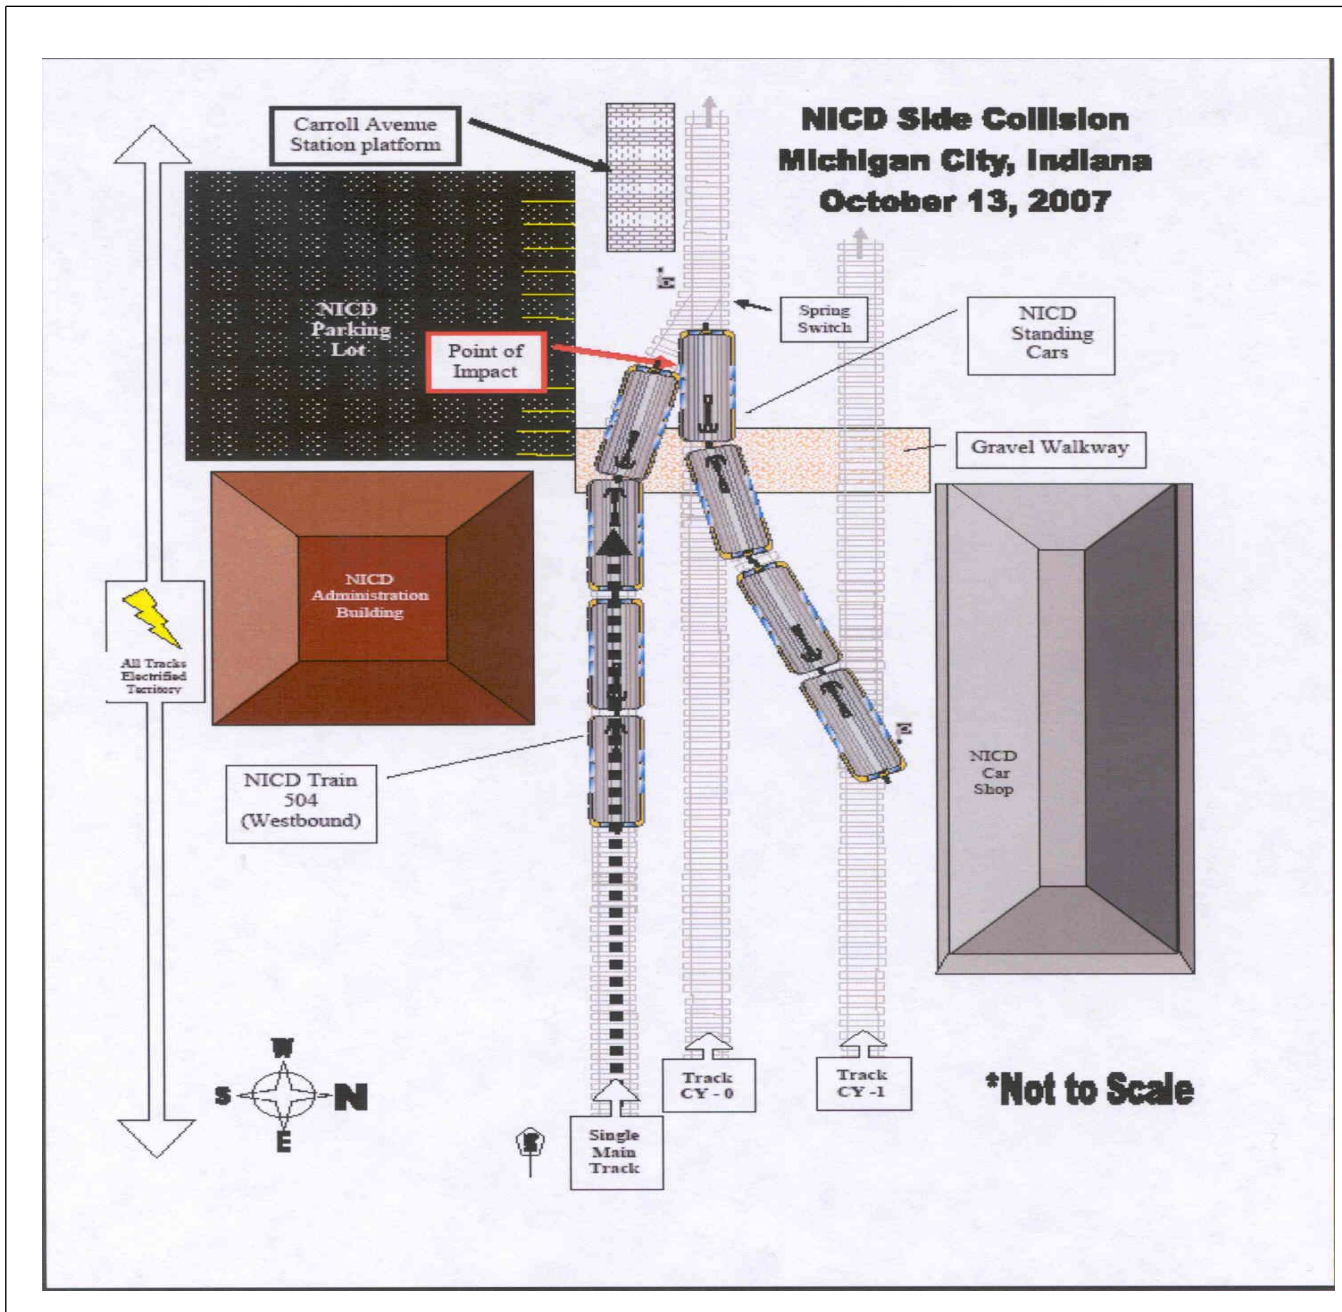 NICD Side Collision
Michigan City, Indiana
October 13, 2007
Carroll Avenue
Station platform
NICD
Parking
Lot
Point of
Impact
Spring
Switch
NICD
Standing
Cars
Gravel Walkway
NICD
Administration
Building
All Tracks
Electrified
Territory
NICD Train
504
(Westbound)
NICD
Car
Shop
W
S
N
E
Track
CY - 0
Track
CY -1
*Not to Scale
Single
Main
Track